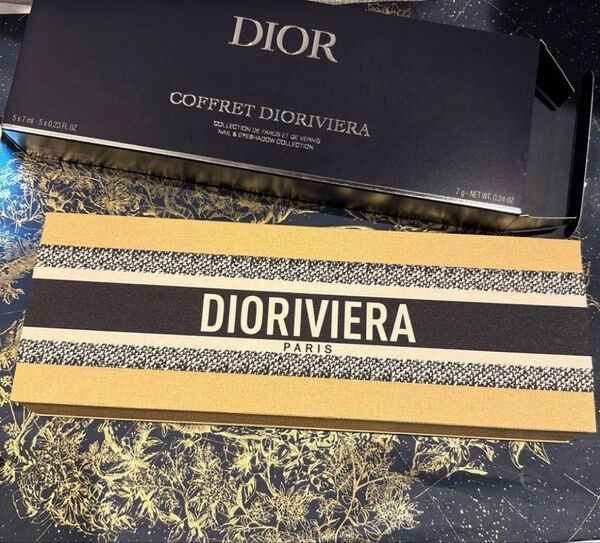 DIOR
COFFRET DIORIVIERA
COLLECTION DE FARDS ET DE VERNIS
NAIL & EYESHADOW COLLECTION
5 x 7 ml - 5 x 0.23 FL.OZ
7 g - NET WT. 0.24 OZ
DIORIVIERA
PARIS